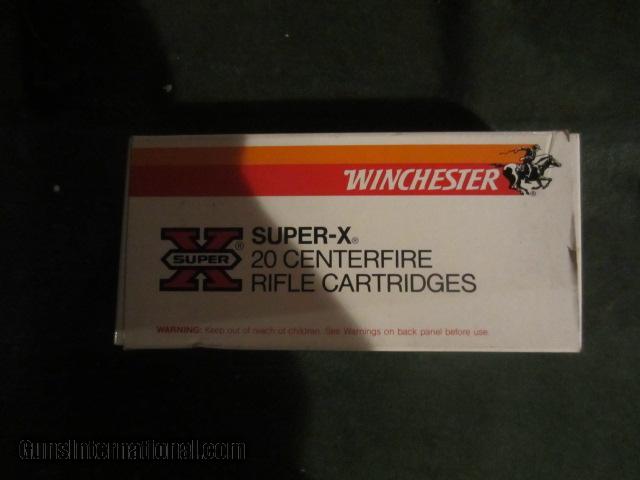 WINCHESTER
®
X
SUPER
®
SUPER-X®
20 CENTERFIRE
RIFLE CARTRIDGES
WARNING: Keep out of reach of children. See Warnings on back panel before use.
GunsInternational.com